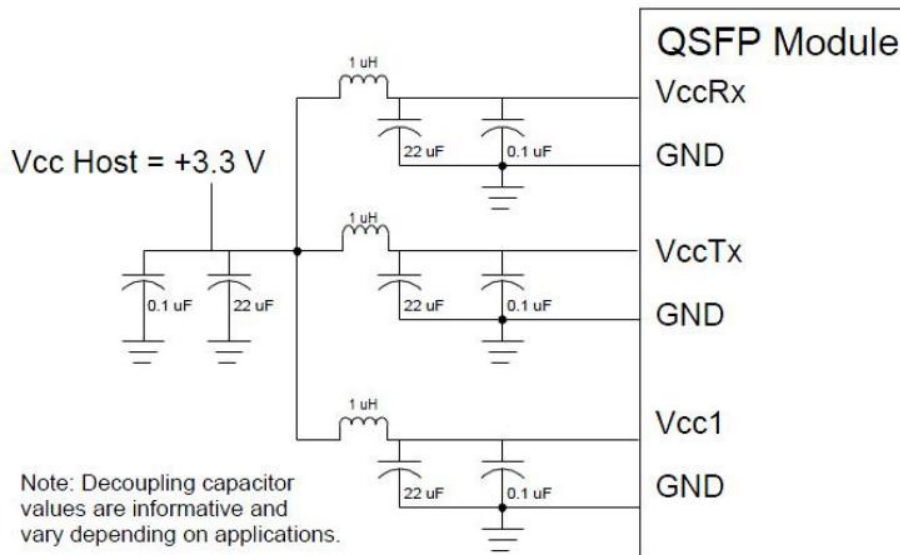 QSFP Module
1 uH
VccRx
22 uF
0.1 uF
GND
Vcc Host = +3.3 V
1 uH
VccTx
0.1 uF
22 uF
22 uF
0.1 uF
GND
1 uH
Vcc1
22 uF
0.1 uF
GND
Note: Decoupling capacitor
values are informative and
vary depending on applications.